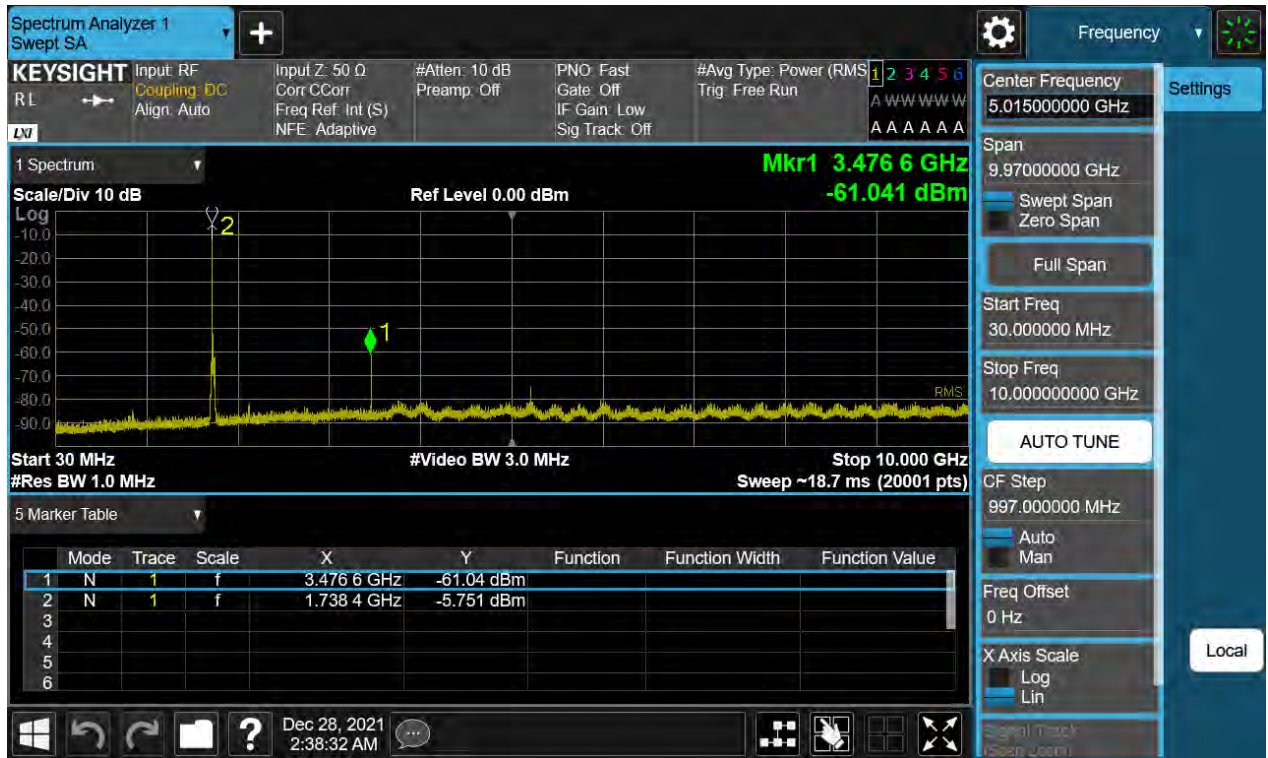 Spectrum Analyzer 1
Swept SA
+
Frequency
KEYSIGHT
RL
LXI
Input: RF
Coupling: DC
Align: Auto
Input Z: 50 Ω
Corr CCorr
Freq Ref: Int (S)
NFE: Adaptive
#Atten: 10 dB
Preamp: Off
PNO: Fast
Gate: Off
IF Gain: Low
Sig Track: Off
#Avg Type: Power (RMS
Trig: Free Run
1 2 3 4 5 6
A W W W W W
A A A A A A
1 Spectrum
Scale/Div 10 dB
Ref Level 0.00 dBm
Mkr1 3.476 6 GHz
-61.041 dBm
Log
-10.0
-20.0
-30.0
-40.0
-50.0
-60.0
-70.0
-80.0
-90.0
2
1
RMS
Start 30 MHz
#Video BW 3.0 MHz
Stop 10.000 GHz
#Res BW 1.0 MHz
Sweep ~18.7 ms (20001 pts)
5 Marker Table
Mode Trace Scale X Y Function Function Width Function Value
1 N 1 f 3.476 6 GHz -61.04 dBm
2 N 1 f 1.738 4 GHz -5.751 dBm
3
4
5
6
?
Dec 28, 2021
2:38:32 AM
Settings
Center Frequency
5.015000000 GHz
Span
9.97000000 GHz
Swept Span
Zero Span
Full Span
Start Freq
30.000000 MHz
Stop Freq
10.000000000 GHz
AUTO TUNE
CF Step
997.000000 MHz
Auto
Man
Freq Offset
0 Hz
X Axis Scale
Log
Lin
Signal Track
(Span Zoom)
Local